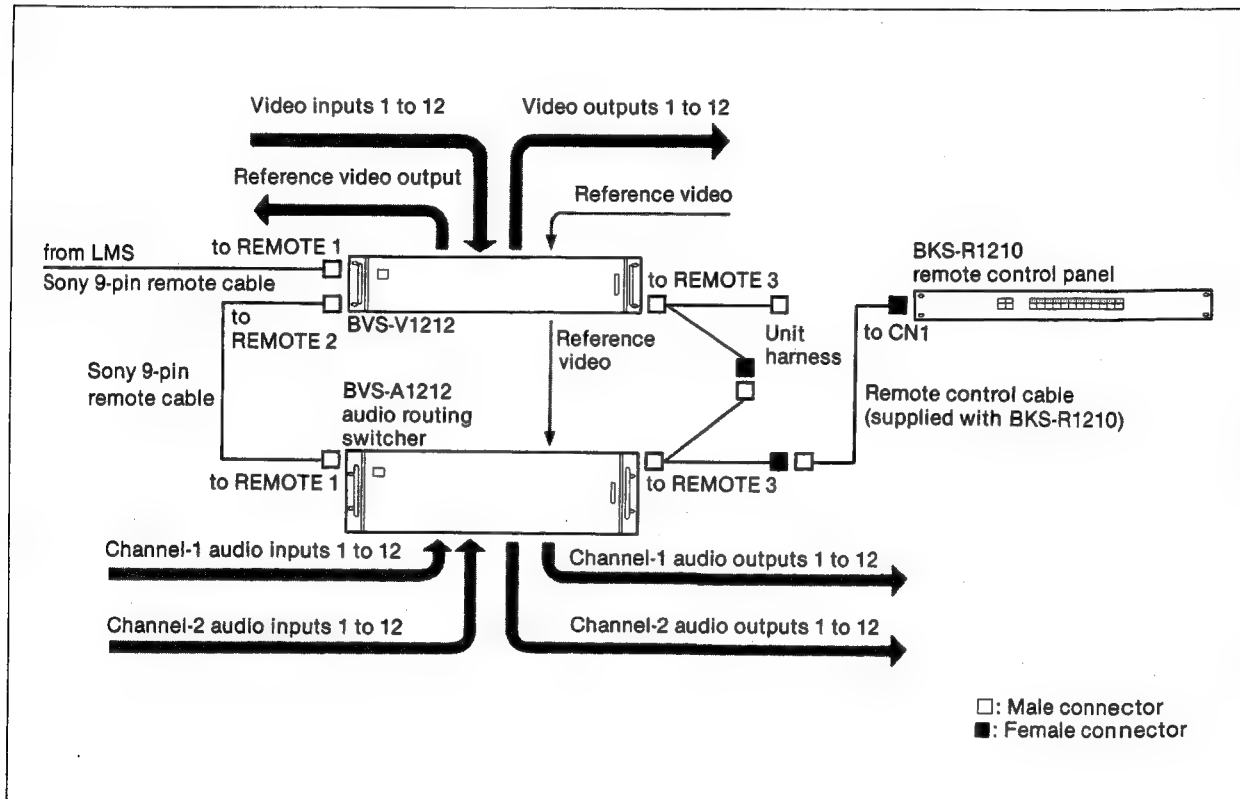 Video inputs 1 to 12
Video outputs 1 to 12
Reference video output
Reference video
from LMS
to REMOTE 1
Sony 9-pin remote cable
to
REMOTE 2
BVS-V1212
to REMOTE 3
BKS-R1210
remote control panel
to CN1
Unit
harness
Reference
video
Sony 9-pin
remote cable
BVS-A1212
audio routing
switcher
Remote control cable
(supplied with BKS-R1210)
to REMOTE 1
to REMOTE 3
Channel-1 audio inputs 1 to 12
Channel-1 audio outputs 1 to 12
Channel-2 audio inputs 1 to 12
Channel-2 audio outputs 1 to 12
□: Male connector
■: Female connector